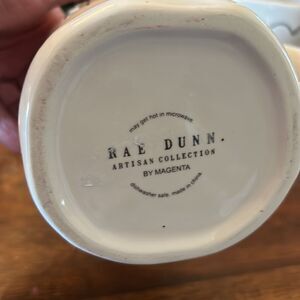 may get hot in microwave.
RAE DUNN.
ARTISAN COLLECTION
BY MAGENTA
dishwasher safe, made in china.